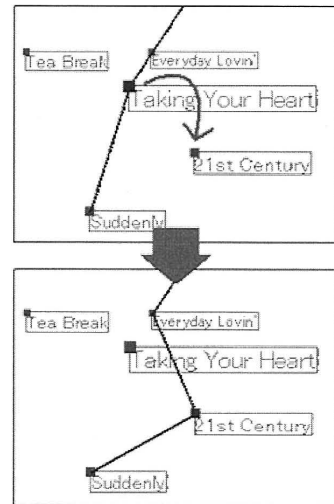 Tea Break
Everyday Lovin'
Taking Your Heart
21st Century
Suddenly
Tea Break
Everyday Lovin'
Taking Your Heart
21st Century
Suddenly